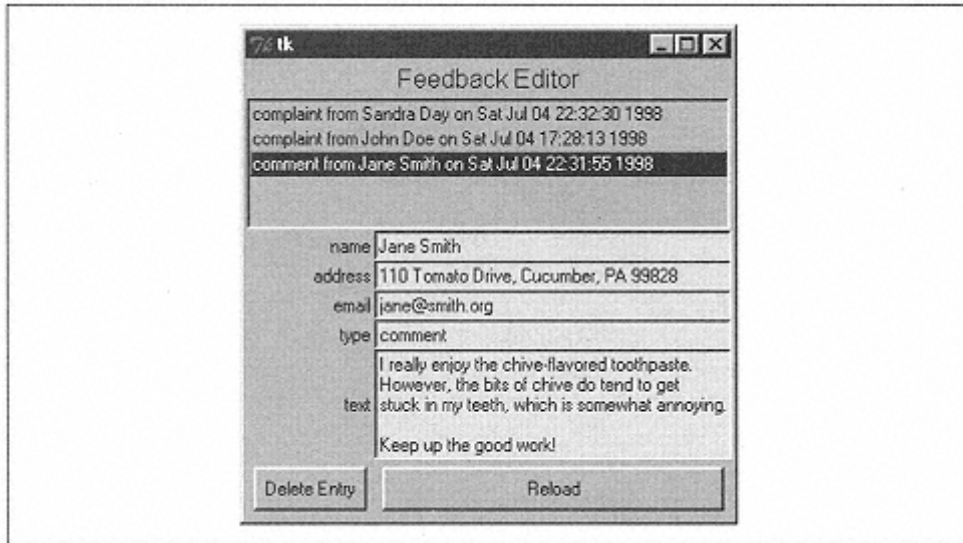 tk
Feedback Editor
complaint from Sandra Day on Sat Jul 04 22:32:30 1998
complaint from John Doe on Sat Jul 04 17:28:13 1998
comment from Jane Smith on Sat Jul 04 22:31:55 1998
name Jane Smith
address 110 Tomato Drive, Cucumber, PA 99828
email jane@smith.org
type comment
I really enjoy the chive-flavored toothpaste.
However, the bits of chive do tend to get
text stuck in my teeth, which is somewhat annoying.
Keep up the good work!
Delete Entry Reload